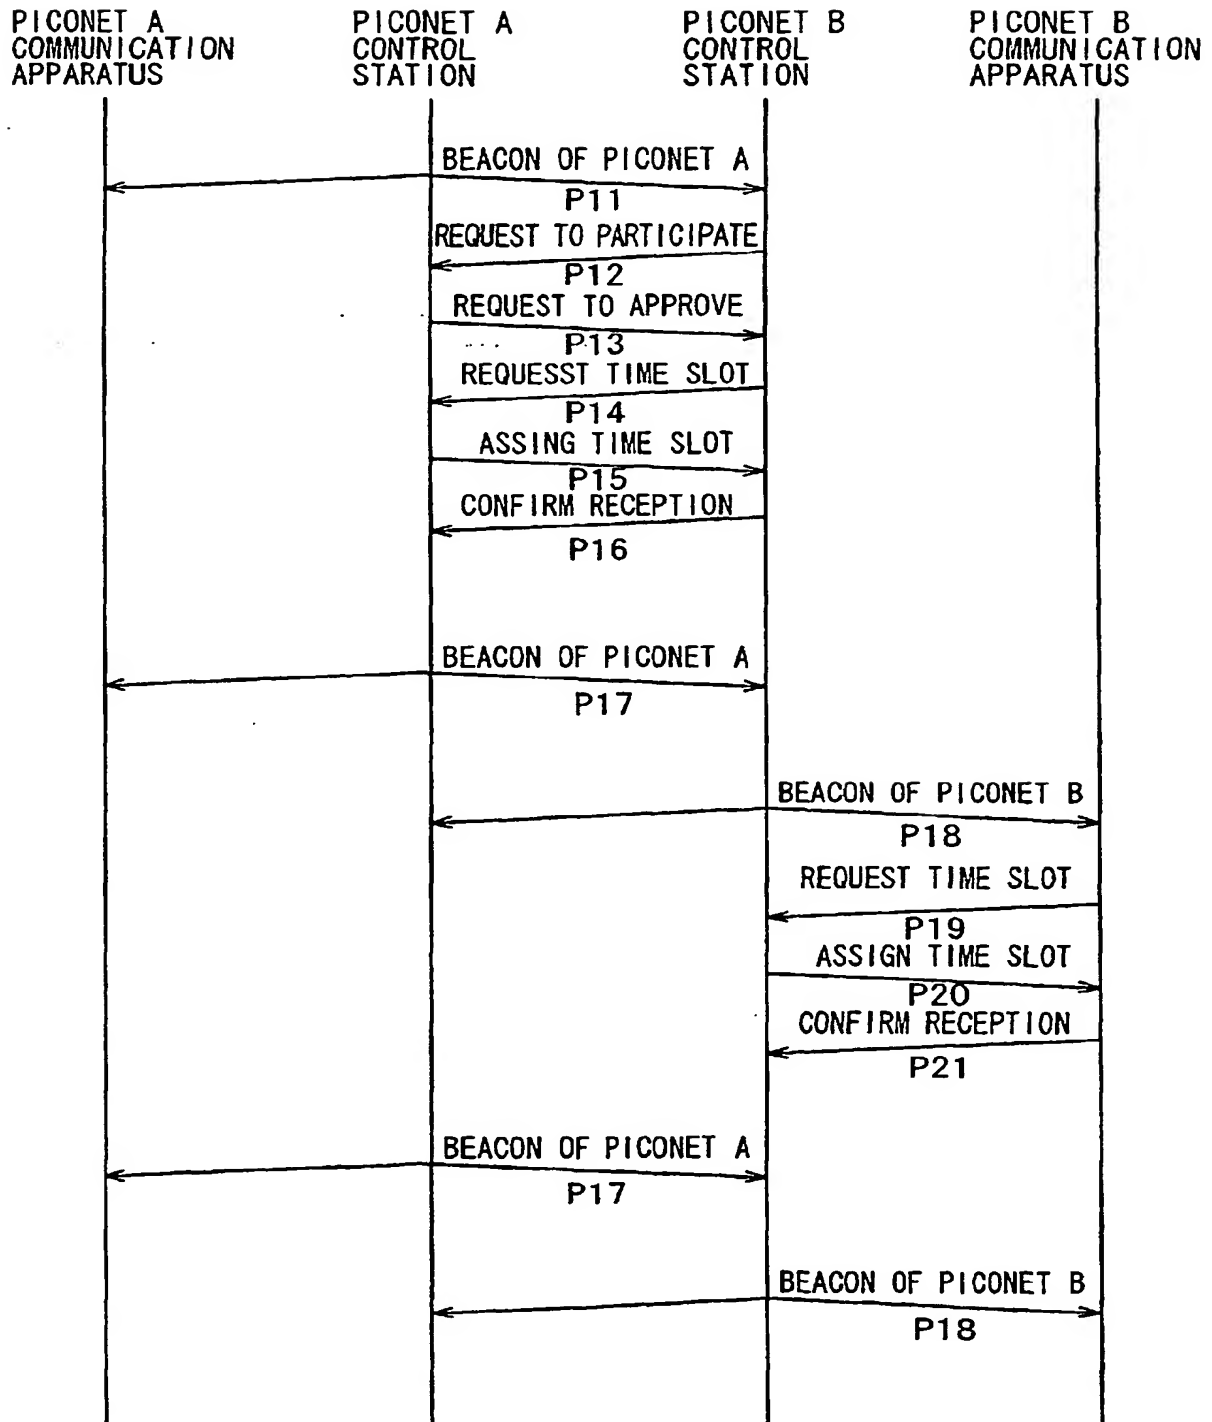 PICONET A
COMMUNICATION
APPARATUS
PICONET A
CONTROL
STATION
PICONET B
CONTROL
STATION
PICONET B
COMMUNICATION
APPARATUS
BEACON OF PICONET A
P11
REQUEST TO PARTICIPATE
P12
REQUEST TO APPROVE
P13
REQUESST TIME SLOT
P14
ASSING TIME SLOT
P15
CONFIRM RECEPTION
P16
BEACON OF PICONET A
P17
BEACON OF PICONET B
P18
REQUEST TIME SLOT
P19
ASSIGN TIME SLOT
P20
CONFIRM RECEPTION
P21
BEACON OF PICONET A
P17
BEACON OF PICONET B
P18